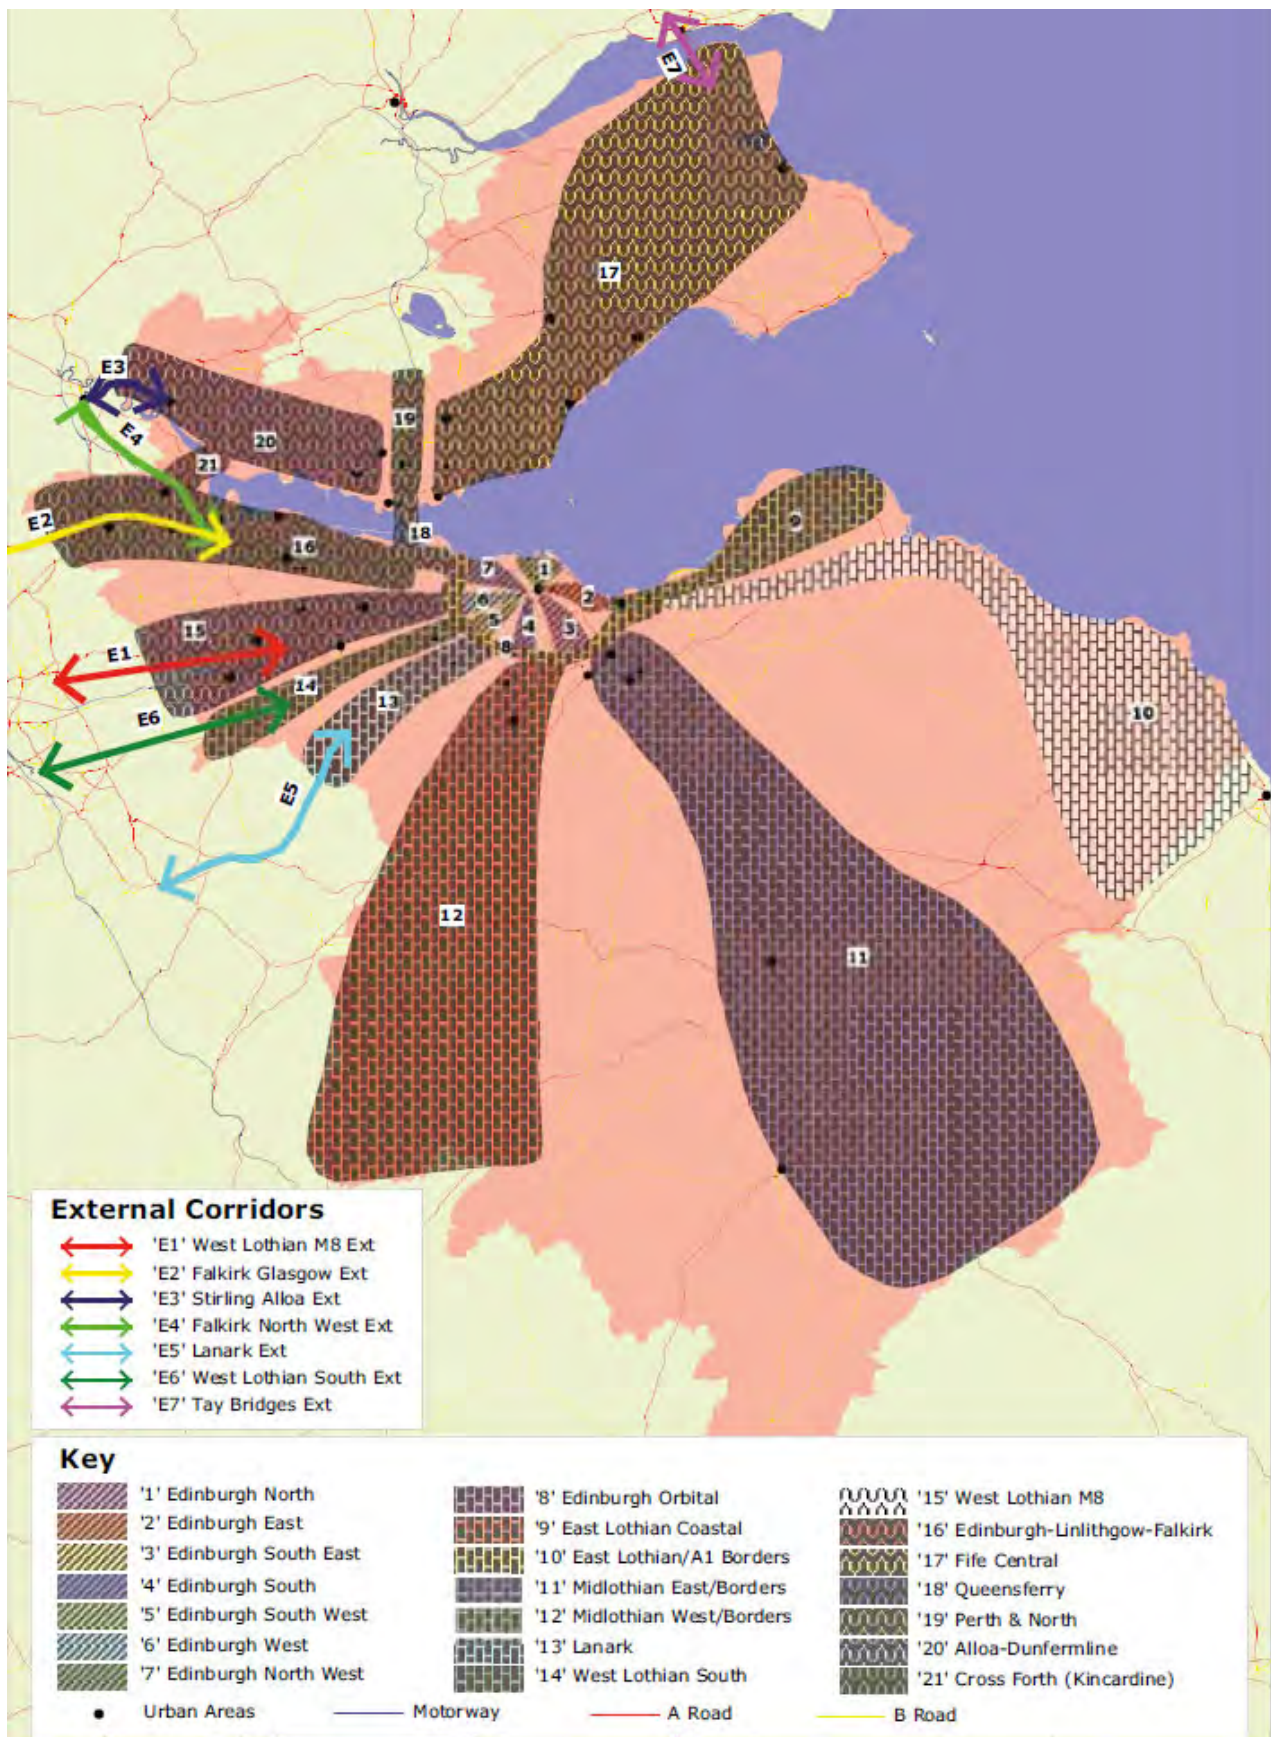 E7
17
E3
19
E4
20
21
E2
18
9
16
7
1
6
2
5
4
3
15
8
E1
14
13
10
E6
E5
12
11
External Corridors
'E1' West Lothian M8 Ext
'E2' Falkirk Glasgow Ext
'E3' Stirling Alloa Ext
'E4' Falkirk North West Ext
'E5' Lanark Ext
'E6' West Lothian South Ext
'E7' Tay Bridges Ext
Key
'1' Edinburgh North
'2' Edinburgh East
'3' Edinburgh South East
'4' Edinburgh South
'5' Edinburgh South West
'6' Edinburgh West
'7' Edinburgh North West
'8' Edinburgh Orbital
'9' East Lothian Coastal
'10' East Lothian/A1 Borders
'11' Midlothian East/Borders
'12' Midlothian West/Borders
'13' Lanark
'14' West Lothian South
'15' West Lothian M8
'16' Edinburgh-Linlithgow-Falkirk
'17' Fife Central
'18' Queensferry
'19' Perth & North
'20' Alloa-Dunfermline
'21' Cross Forth (Kincardine)
Urban Areas
Motorway
A Road
B Road